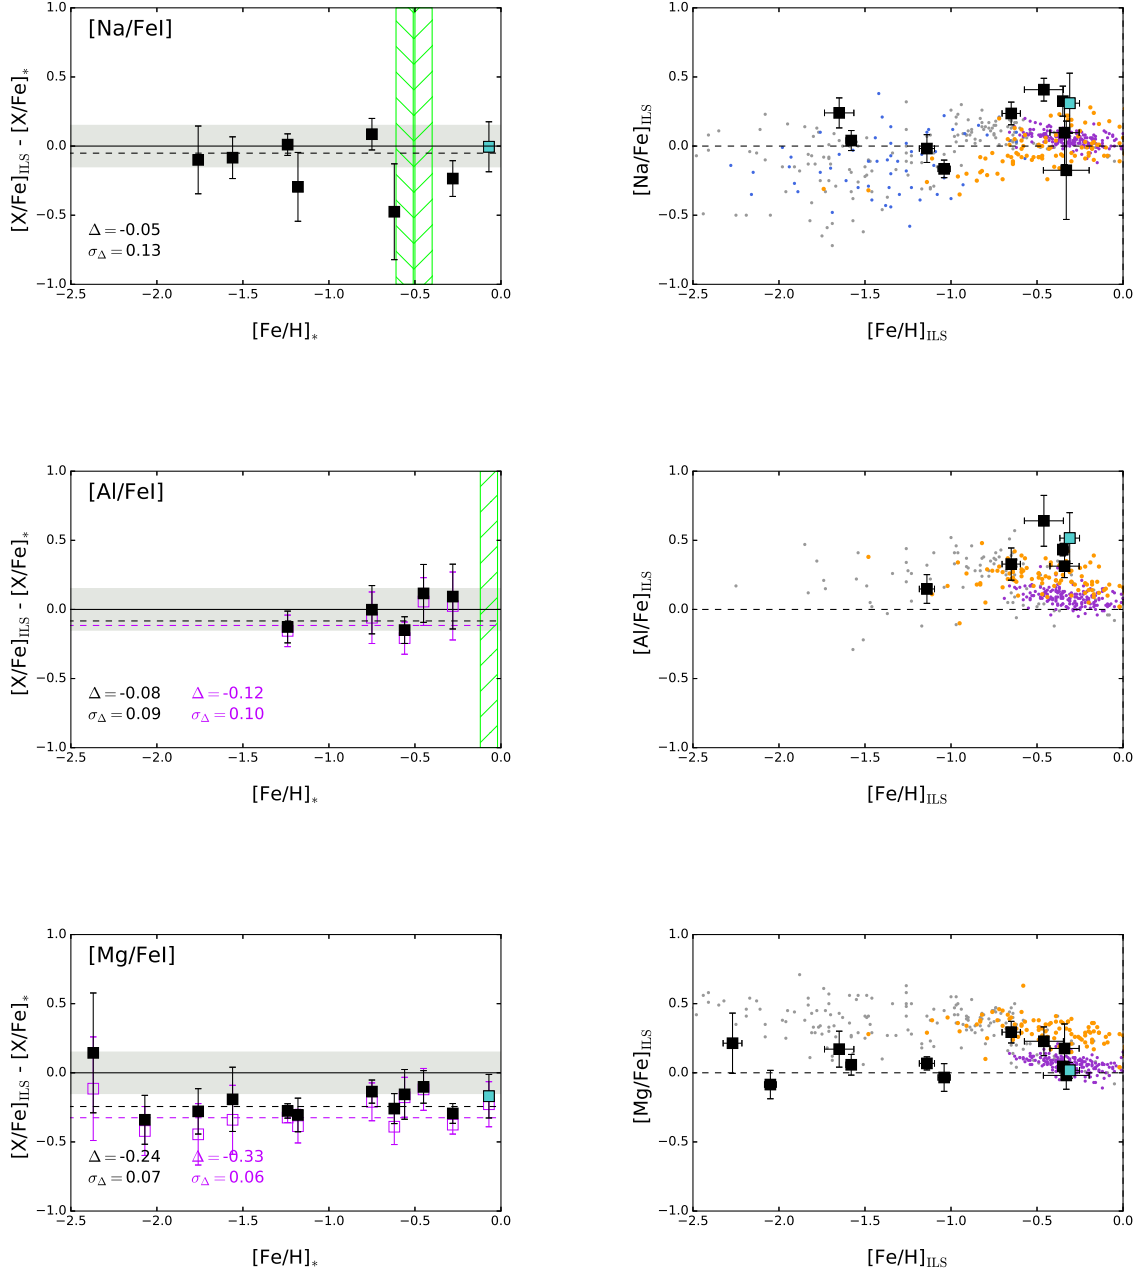 [Na/FeI]
[X/Fe]ILS - [X/Fe]*
1.0
0.5
0.0
−0.5
−1.0
Δ = -0.05
σΔ = 0.13
−2.5 −2.0 −1.5 −1.0 −0.5 0.0
[Fe/H]*
[Na/Fe]ILS
1.0
0.5
0.0
−0.5
−1.0
−2.5 −2.0 −1.5 −1.0 −0.5 0.0
[Fe/H]ILS
[Al/FeI]
[X/Fe]ILS - [X/Fe]*
1.0
0.5
0.0
−0.5
−1.0
Δ = -0.08 Δ = -0.12
σΔ = 0.09 σΔ = 0.10
−2.5 −2.0 −1.5 −1.0 −0.5 0.0
[Fe/H]*
[Al/Fe]ILS
1.0
0.5
0.0
−0.5
−1.0
−2.5 −2.0 −1.5 −1.0 −0.5 0.0
[Fe/H]ILS
[Mg/FeI]
[X/Fe]ILS - [X/Fe]*
1.0
0.5
0.0
−0.5
−1.0
Δ = -0.24 Δ = -0.33
σΔ = 0.07 σΔ = 0.06
−2.5 −2.0 −1.5 −1.0 −0.5 0.0
[Fe/H]*
[Mg/Fe]ILS
1.0
0.5
0.0
−0.5
−1.0
−2.5 −2.0 −1.5 −1.0 −0.5 0.0
[Fe/H]ILS